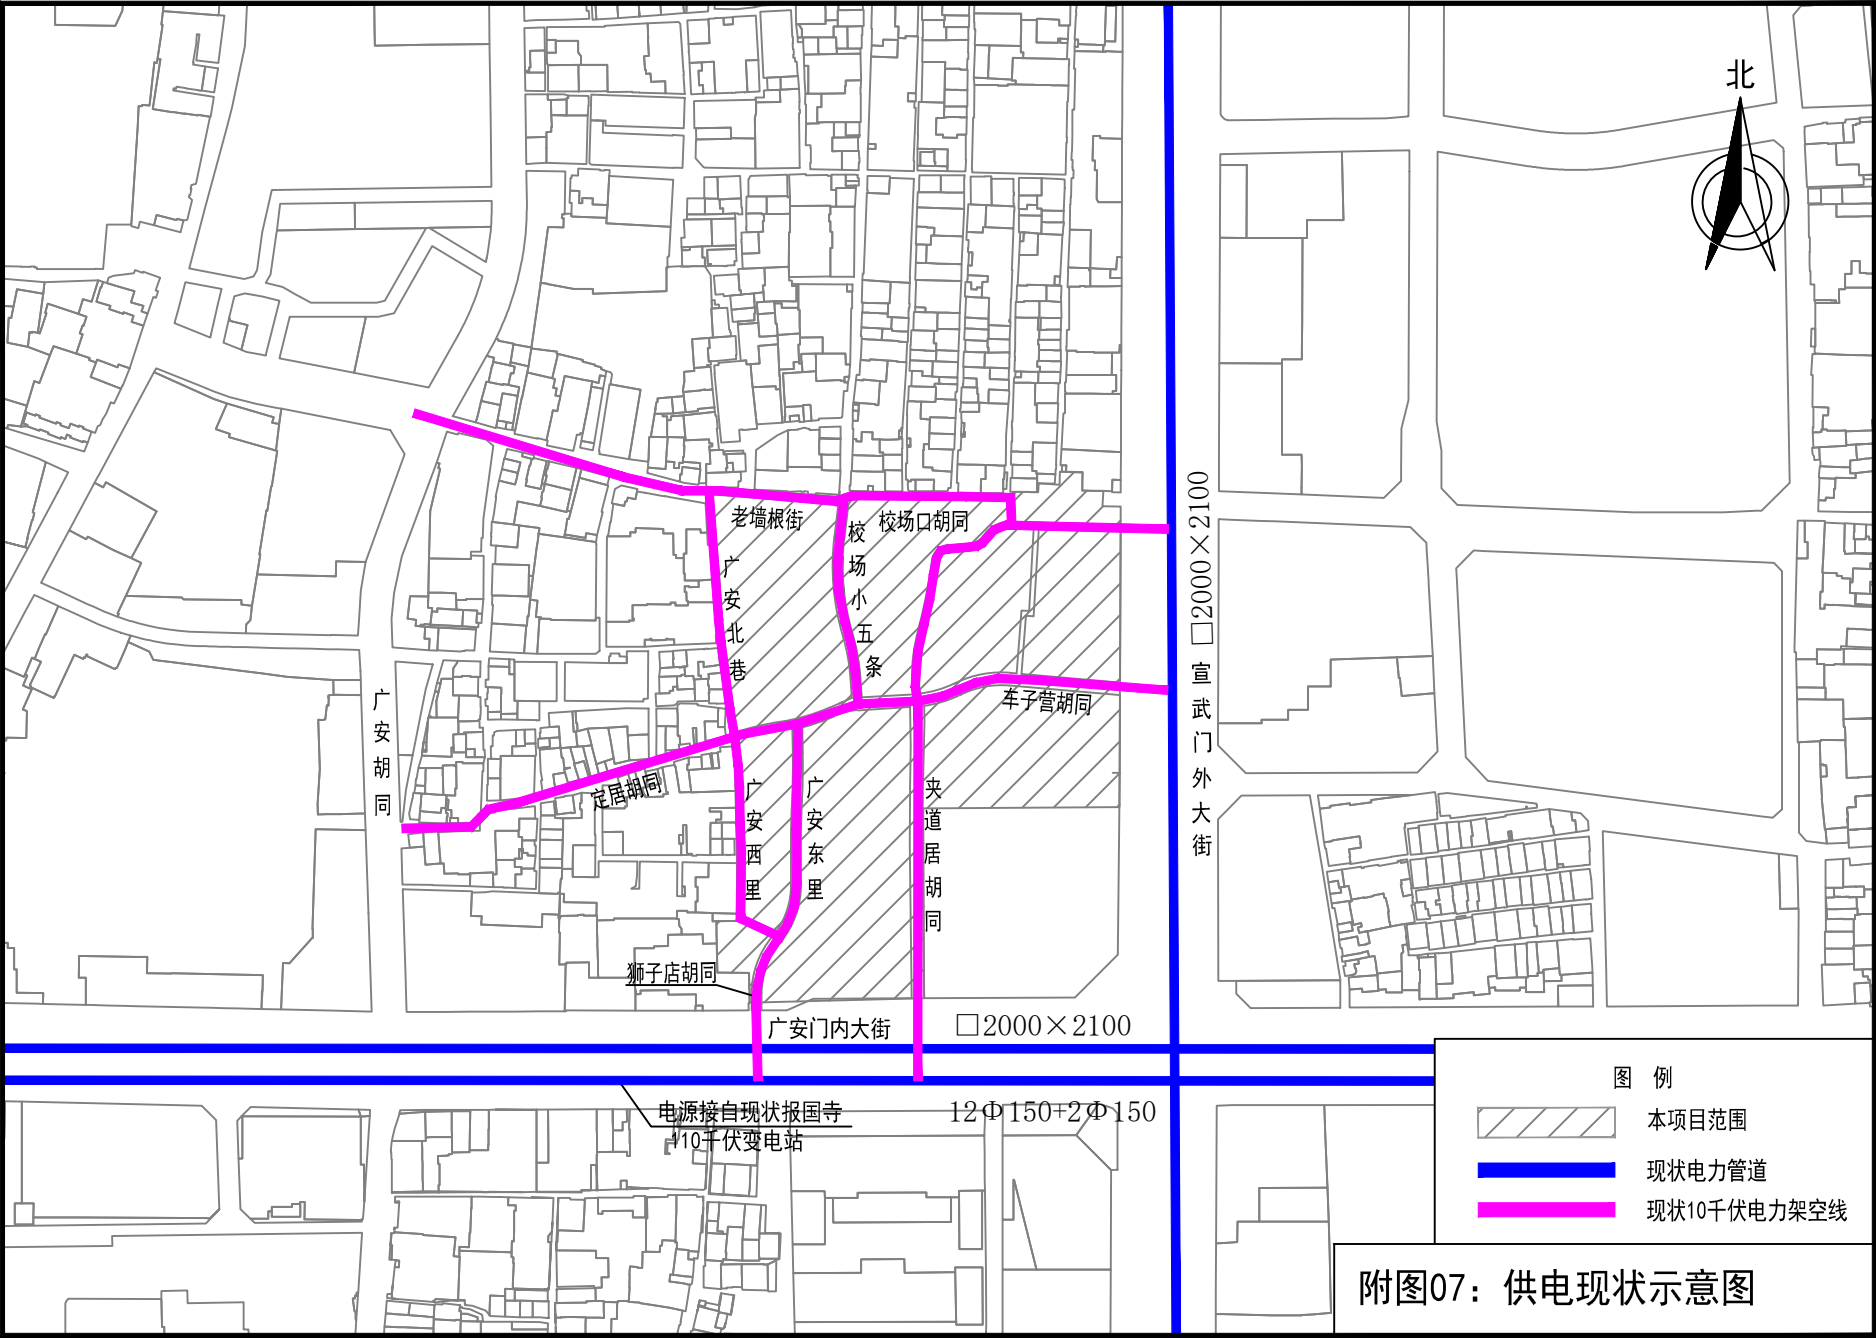 北
老墙根街
校场口胡同
校场小五条
广安北巷
□2000×2100
宣武门外大街
车子营胡同
广安胡同
定居胡同
广安西里
广安东里
夹道居胡同
狮子店胡同
广安门内大街
□2000×2100
电源接自现状报国寺
110千伏变电站
12Φ150+2Φ150
图 例
本项目范围
现状电力管道
现状10千伏电力架空线
附图07：供电现状示意图